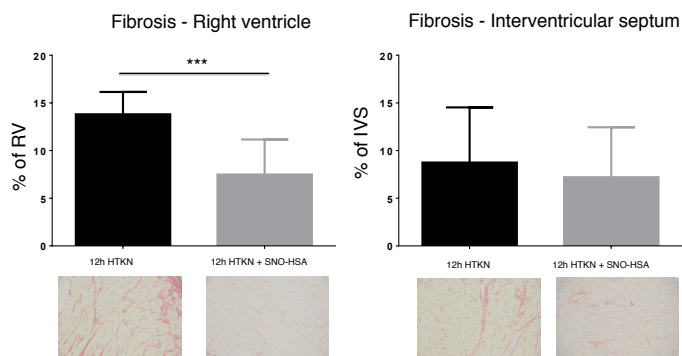 Fibrosis - Right ventricle
20
15
10
5
0
% of RV
***
12h HTKN
12h HTKN + SNO-HSA
Fibrosis - Interventricular septum
20
15
10
5
0
% of IVS
12h HTKN
12h HTKN + SNO-HSA